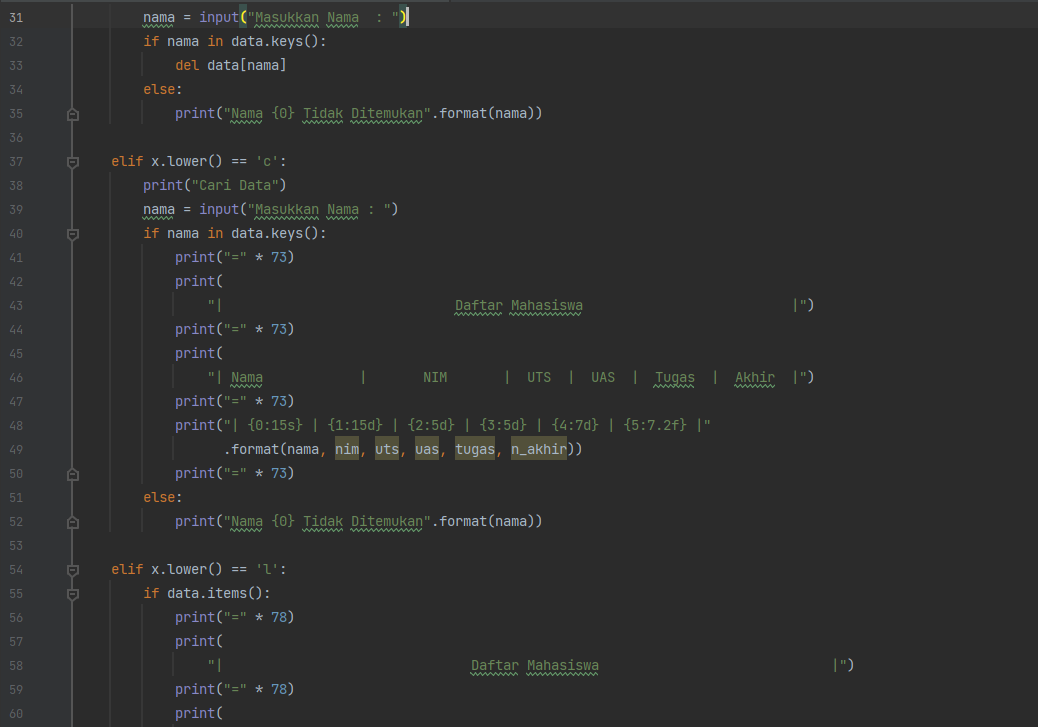 31 nama = input("Masukkan Nama  : ")
32 if nama in data.keys():
33 del data[nama]
34 else:
35 print("Nama {0} Tidak Ditemukan".format(nama))
36
37 elif x.lower() == 'c':
38 print("Cari Data")
39 nama = input("Masukkan Nama : ")
40 if nama in data.keys():
41 print("=" * 73)
42 print(
43 "|                             Daftar Mahasiswa                          |")
44 print("=" * 73)
45 print(
46 "| Nama            |       NIM       |  UTS  |  UAS  |  Tugas  |  Akhir  |")
47 print("=" * 73)
48 print("| {0:15s} | {1:15d} | {2:5d} | {3:5d} | {4:7d} | {5:7.2f} |"
49 .format(nama, nim, uts, uas, tugas, n_akhir))
50 print("=" * 73)
51 else:
52 print("Nama {0} Tidak Ditemukan".format(nama))
53
54 elif x.lower() == 'l':
55 if data.items():
56 print("=" * 78)
57 print(
58 "|                               Daftar Mahasiswa                             |")
59 print("=" * 78)
60 print(